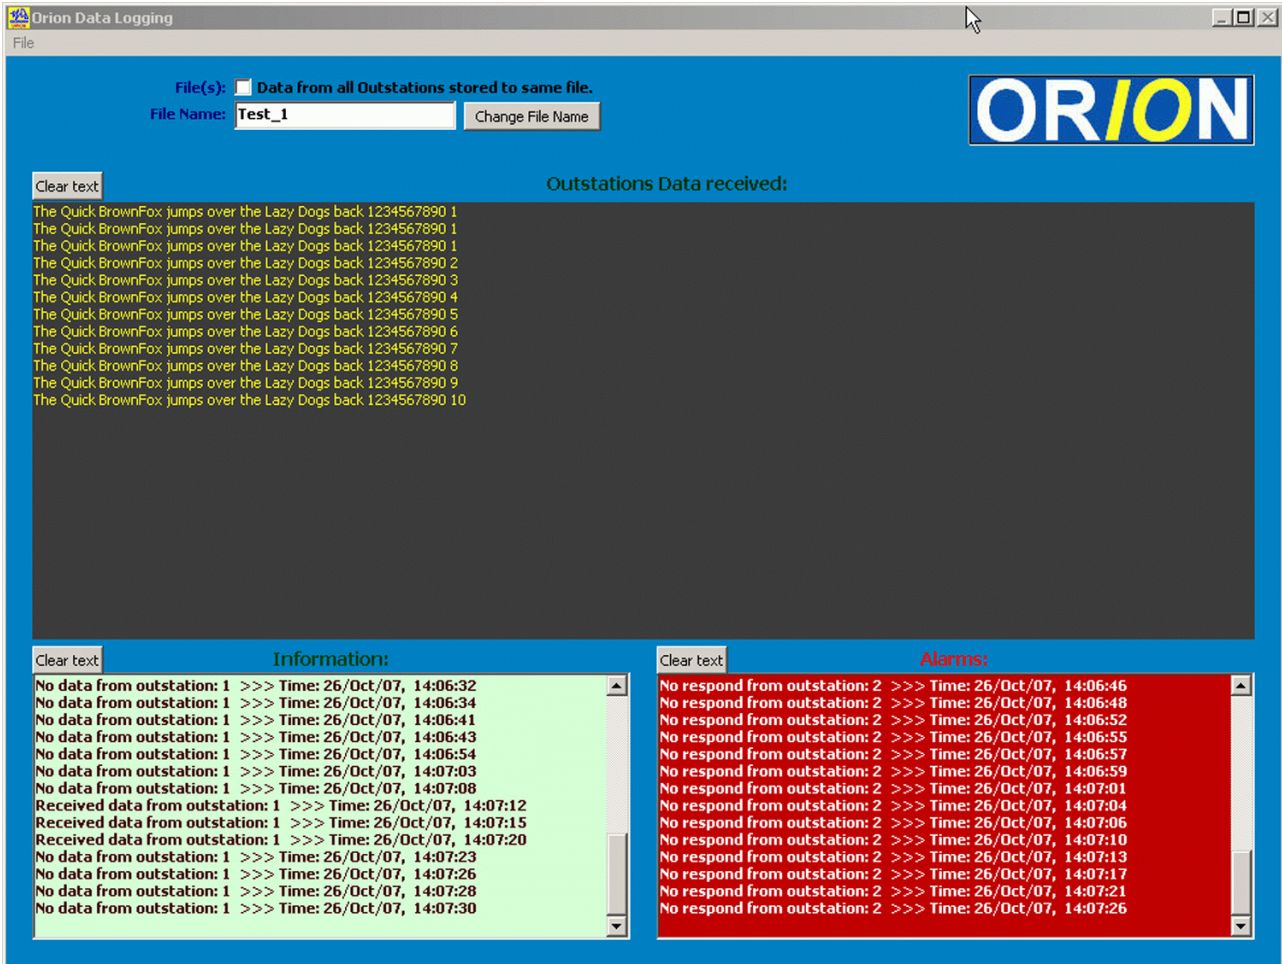 Orion Data Logging
File
File(s): Data from all Outstations stored to same file.
File Name: Test_1 Change File Name
ORION
Clear text Outstations Data received:
The Quick BrownFox jumps over the Lazy Dogs back 1234567890 1
The Quick BrownFox jumps over the Lazy Dogs back 1234567890 1
The Quick BrownFox jumps over the Lazy Dogs back 1234567890 1
The Quick BrownFox jumps over the Lazy Dogs back 1234567890 2
The Quick BrownFox jumps over the Lazy Dogs back 1234567890 3
The Quick BrownFox jumps over the Lazy Dogs back 1234567890 4
The Quick BrownFox jumps over the Lazy Dogs back 1234567890 5
The Quick BrownFox jumps over the Lazy Dogs back 1234567890 6
The Quick BrownFox jumps over the Lazy Dogs back 1234567890 7
The Quick BrownFox jumps over the Lazy Dogs back 1234567890 8
The Quick BrownFox jumps over the Lazy Dogs back 1234567890 9
The Quick BrownFox jumps over the Lazy Dogs back 1234567890 10
Clear text Information:
No data from outstation: 1 >>> Time: 26/Oct/07, 14:06:32
No data from outstation: 1 >>> Time: 26/Oct/07, 14:06:34
No data from outstation: 1 >>> Time: 26/Oct/07, 14:06:41
No data from outstation: 1 >>> Time: 26/Oct/07, 14:06:43
No data from outstation: 1 >>> Time: 26/Oct/07, 14:06:54
No data from outstation: 1 >>> Time: 26/Oct/07, 14:07:03
No data from outstation: 1 >>> Time: 26/Oct/07, 14:07:08
Received data from outstation: 1 >>> Time: 26/Oct/07, 14:07:12
Received data from outstation: 1 >>> Time: 26/Oct/07, 14:07:15
Received data from outstation: 1 >>> Time: 26/Oct/07, 14:07:20
No data from outstation: 1 >>> Time: 26/Oct/07, 14:07:23
No data from outstation: 1 >>> Time: 26/Oct/07, 14:07:26
No data from outstation: 1 >>> Time: 26/Oct/07, 14:07:28
No data from outstation: 1 >>> Time: 26/Oct/07, 14:07:30
Clear text Alarms:
No respond from outstation: 2 >>> Time: 26/Oct/07, 14:06:46
No respond from outstation: 2 >>> Time: 26/Oct/07, 14:06:48
No respond from outstation: 2 >>> Time: 26/Oct/07, 14:06:52
No respond from outstation: 2 >>> Time: 26/Oct/07, 14:06:55
No respond from outstation: 2 >>> Time: 26/Oct/07, 14:06:57
No respond from outstation: 2 >>> Time: 26/Oct/07, 14:06:59
No respond from outstation: 2 >>> Time: 26/Oct/07, 14:07:01
No respond from outstation: 2 >>> Time: 26/Oct/07, 14:07:04
No respond from outstation: 2 >>> Time: 26/Oct/07, 14:07:06
No respond from outstation: 2 >>> Time: 26/Oct/07, 14:07:10
No respond from outstation: 2 >>> Time: 26/Oct/07, 14:07:13
No respond from outstation: 2 >>> Time: 26/Oct/07, 14:07:17
No respond from outstation: 2 >>> Time: 26/Oct/07, 14:07:21
No respond from outstation: 2 >>> Time: 26/Oct/07, 14:07:26